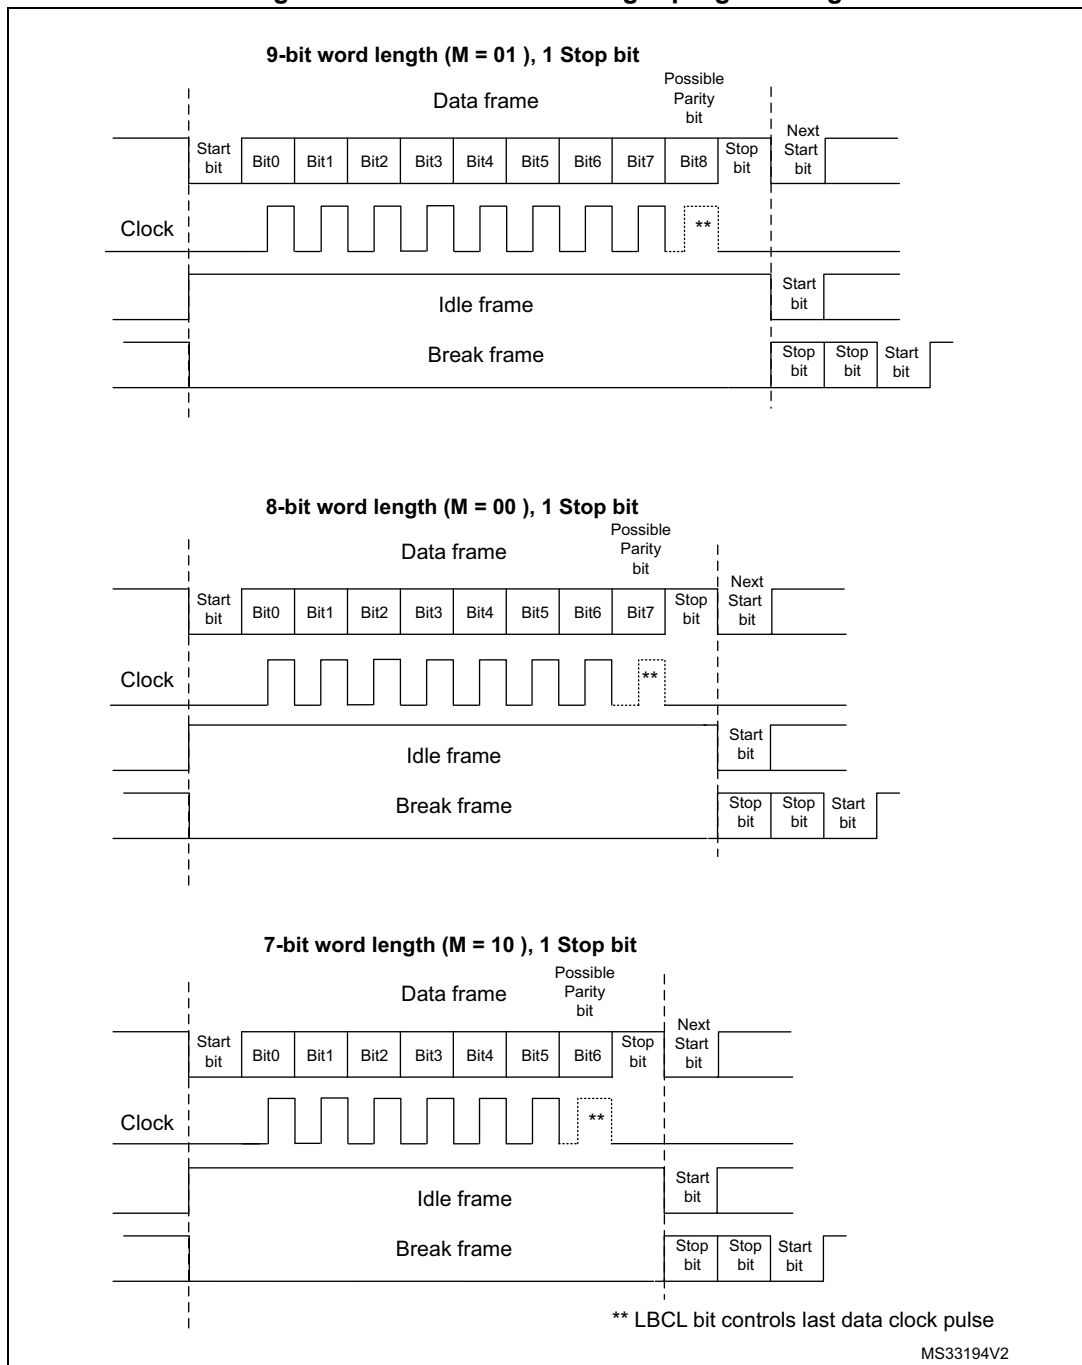 9-bit word length (M = 01 ), 1 Stop bit
Data frame
Possible
Parity
bit
Start
bit
Bit0
Bit1
Bit2
Bit3
Bit4
Bit5
Bit6
Bit7
Bit8
Stop
bit
Next
Start
bit
Clock
**
Idle frame
Start
bit
Break frame
Stop
bit
Stop
bit
Start
bit
8-bit word length (M = 00 ), 1 Stop bit
Data frame
Possible
Parity
bit
Start
bit
Bit0
Bit1
Bit2
Bit3
Bit4
Bit5
Bit6
Bit7
Stop
bit
Next
Start
bit
Clock
**
Idle frame
Start
bit
Break frame
Stop
bit
Stop
bit
Start
bit
7-bit word length (M = 10 ), 1 Stop bit
Data frame
Possible
Parity
bit
Start
bit
Bit0
Bit1
Bit2
Bit3
Bit4
Bit5
Bit6
Stop
bit
Next
Start
bit
Clock
**
Idle frame
Start
bit
Break frame
Stop
bit
Stop
bit
Start
bit
** LBCL bit controls last data clock pulse
MS33194V2